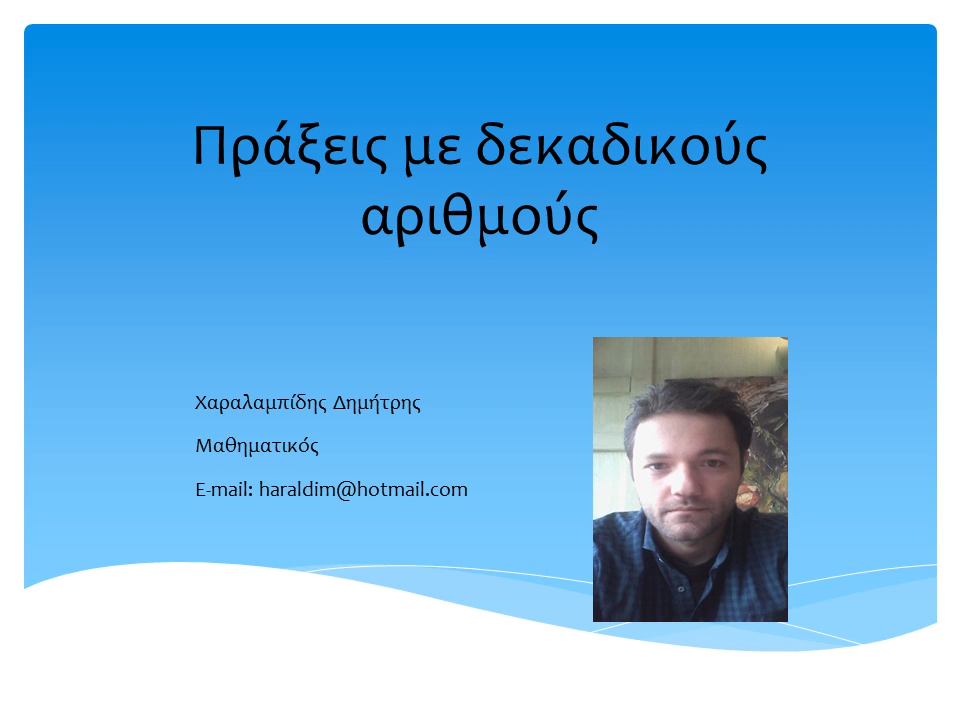 Πράξεις με δεκαδικούς
αριθμούς
Χαραλαμπίδης Δημήτρης
Μαθηματικός
E-mail: haraldim@hotmail.com